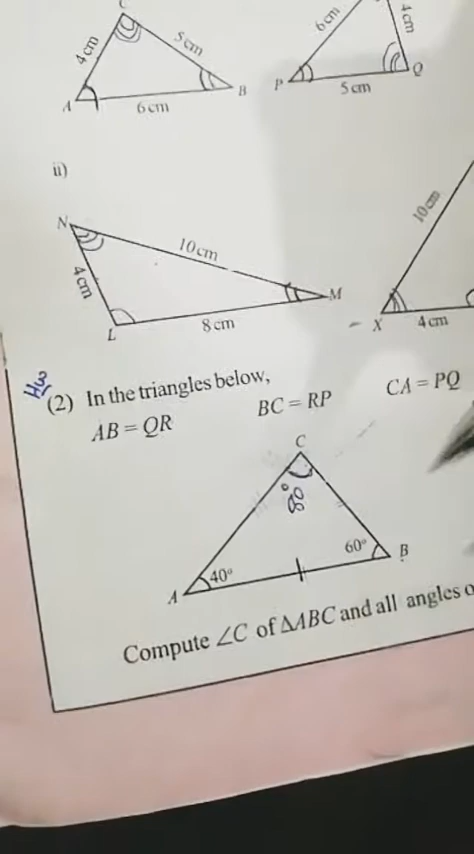 C
4 cm
5 cm
A
B
6 cm
6 cm
4 cm
P
Q
5 cm
ii)
N
10 cm
4 cm
M
L
8 cm
10 cm
X
4 cm
(2) In the triangles below,
AB = QR
BC = RP
CA = PQ
C
80°
40°
60°
A
B
Compute ∠C of ΔABC and all angles o